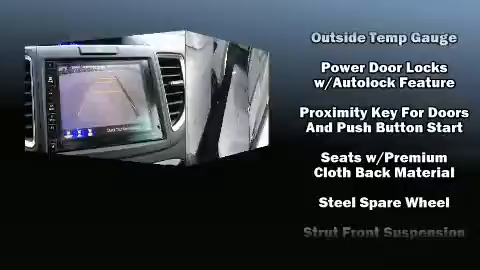 Outside Temp Gauge
Power Door Locks
w/Autolock Feature
Proximity Key For Doors
And Push Button Start
Seats w/Premium
Cloth Back Material
Steel Spare Wheel
Strut Front Suspension